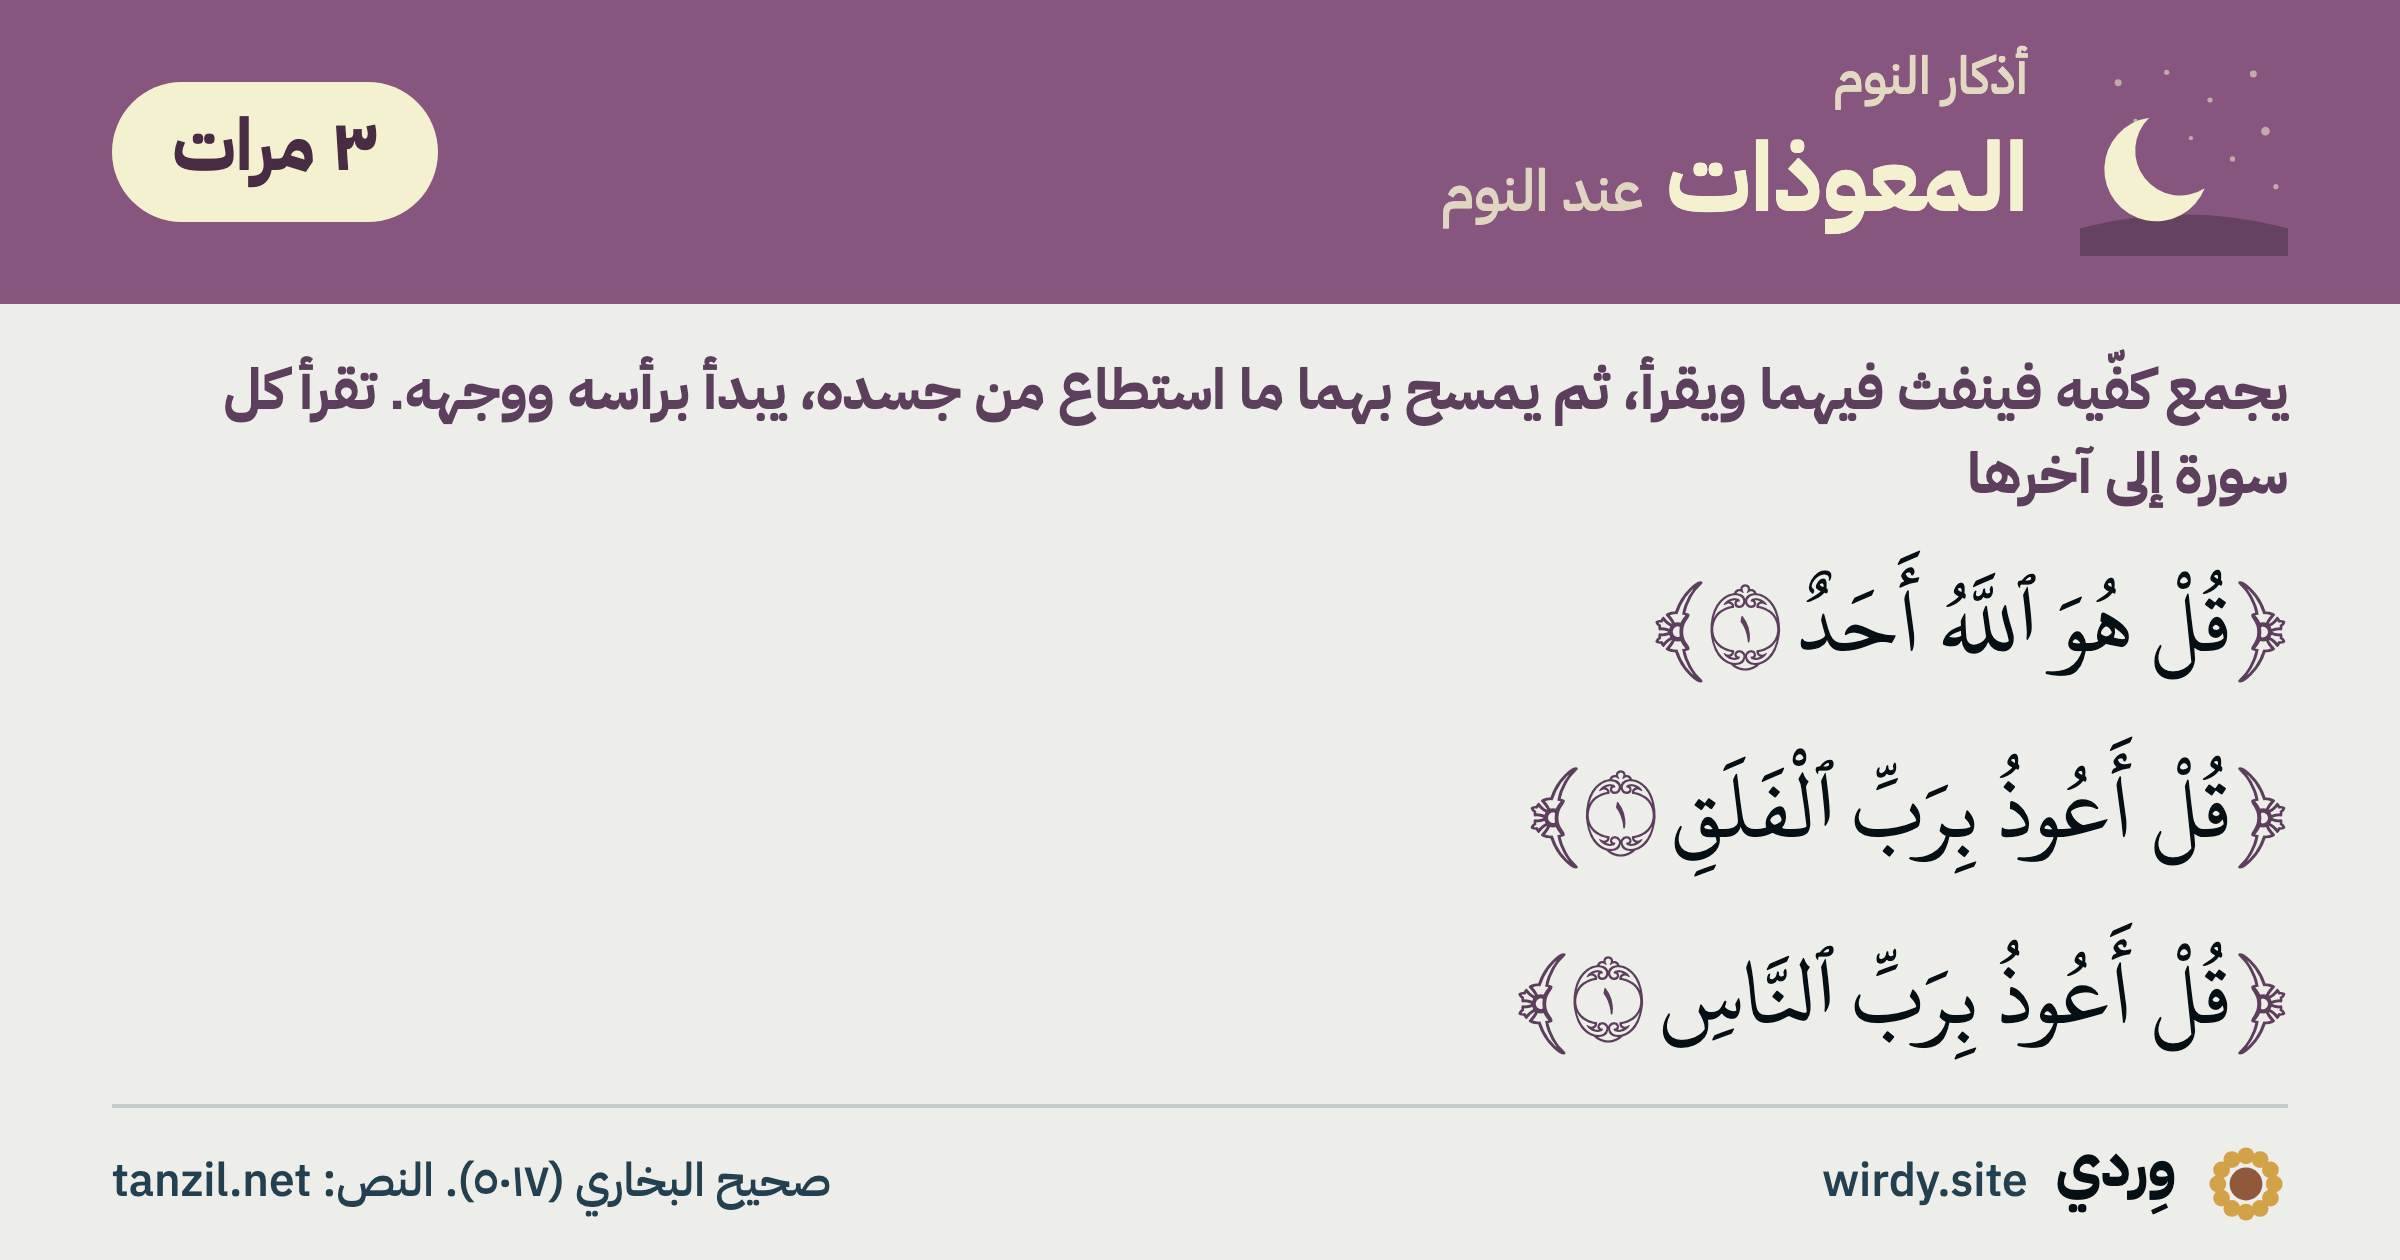 أذكار النوم
المعوذات عند النوم
٣ مرات
يجمع كفّيه فينفث فيهما ويقرأ، ثم يمسح بهما ما استطاع من جسده، يبدأ برأسه ووجهه. تقرأ كل
سورة إلى آخرها
﴿قُلْ هُوَ ٱللَّهُ أَحَدٌ ١﴾
﴿قُلْ أَعُوذُ بِرَبِّ ٱلْفَلَقِ ١﴾
﴿قُلْ أَعُوذُ بِرَبِّ ٱلنَّاسِ ١﴾
وِردي wirdy.site
صحيح البخاري (٥٠١٧). النص: tanzil.net